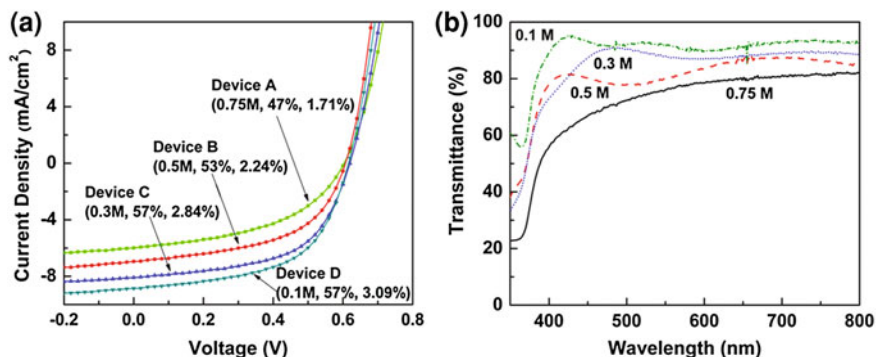 (a)
8
4
0
-4
-8
Current Density (mA/cm²)
Device A
(0.75M, 47%, 1.71%)
Device B
(0.5M, 53%, 2.24%)
Device C
(0.3M, 57%, 2.84%)
Device D
(0.1M, 57%, 3.09%)
-0.2 0.0 0.2 0.4 0.6 0.8
Voltage (V)
(b)
100
80
60
40
20
0
Transmittance (%)
0.1 M
0.3 M
0.5 M
0.75 M
400 500 600 700 800
Wavelength (nm)